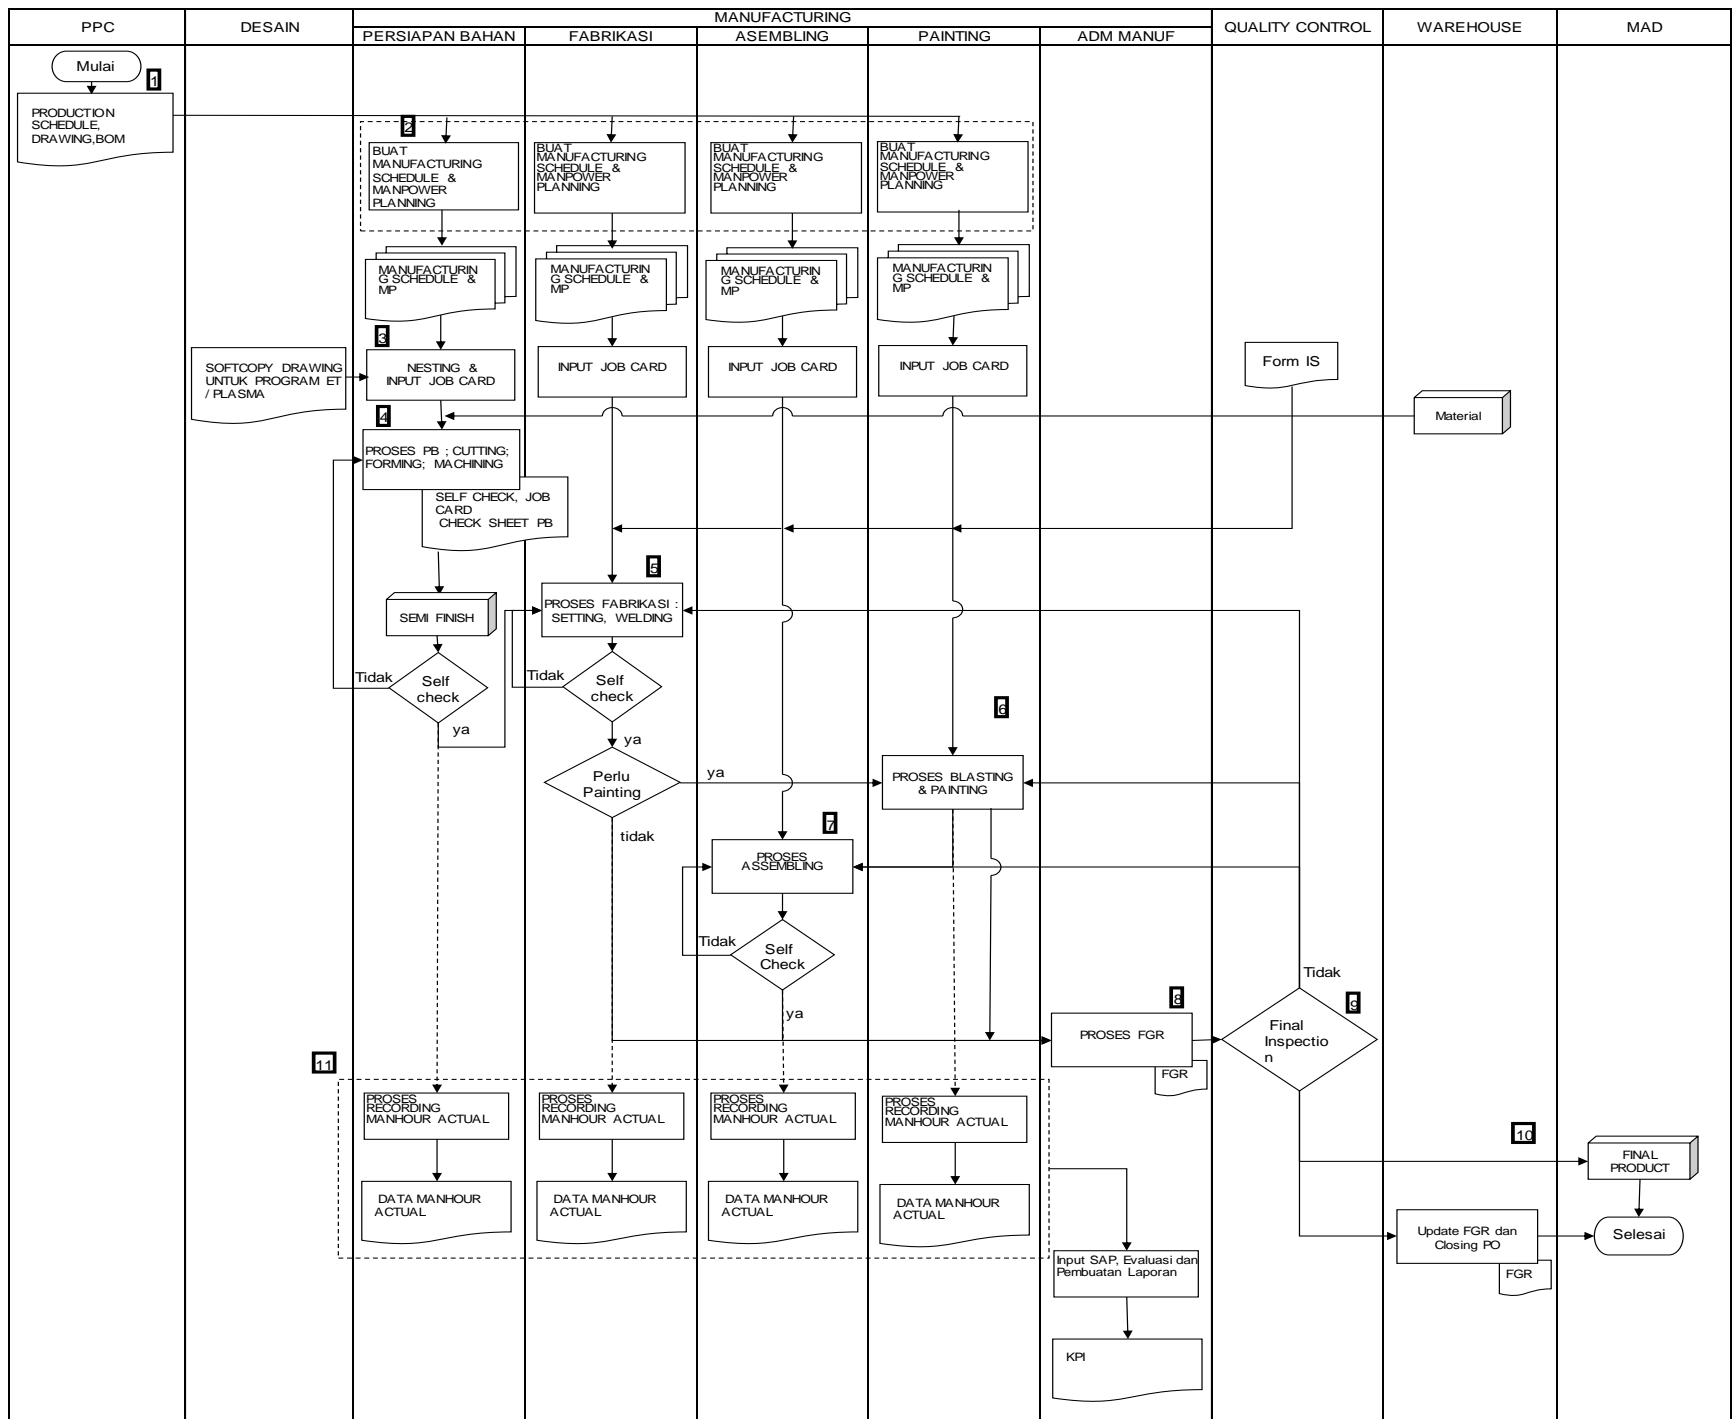 PPC
DESAIN
MANUFACTURING
QUALITY CONTROL
WAREHOUSE
MAD
PERSIAPAN BAHAN
FABRIKASI
ASEMBLING
PAINTING
ADM MANUF
Mulai
1
PRODUCTION
SCHEDULE,
DRAWING,BOM
2
BUAT
MANUFACTURING
SCHEDULE &
MANPOWER
PLANNING
BUAT
MANUFACTURING
SCHEDULE &
MANPOWER
PLANNING
BUAT
MANUFACTURING
SCHEDULE &
MANPOWER
PLANNING
BUAT
MANUFACTURING
SCHEDULE &
MANPOWER
PLANNING
MANUFACTURIN
G SCHEDULE &
MP
MANUFACTURIN
G SCHEDULE &
MP
MANUFACTURIN
G SCHEDULE &
MP
MANUFACTURIN
G SCHEDULE &
MP
3
SOFTCOPY DRAWING
UNTUK PROGRAM ET
/ PLASMA
NESTING &
INPUT JOB CARD
INPUT JOB CARD
INPUT JOB CARD
INPUT JOB CARD
Form IS
Material
4
PROSES PB ; CUTTING;
FORMING; MACHINING
SELF CHECK, JOB
CARD
CHECK SHEET PB
5
SEMI FINISH
PROSES FABRIKASI :
SETTING, WELDING
Tidak
Self
check
ya
Tidak
Self
check
ya
6
Perlu
Painting
ya
tidak
PROSES BLASTING
& PAINTING
7
PROSES
ASSEMBLING
Tidak
Self
Check
ya
Tidak
8
PROSES FGR
FGR
9
Final
Inspectio
n
11
PROSES
RECORDING
MANHOUR ACTUAL
PROSES
RECORDING
MANHOUR ACTUAL
PROSES
RECORDING
MANHOUR ACTUAL
PROSES
RECORDING
MANHOUR ACTUAL
10
FINAL
PRODUCT
DATA MANHOUR
ACTUAL
DATA MANHOUR
ACTUAL
DATA MANHOUR
ACTUAL
DATA MANHOUR
ACTUAL
Update FGR dan
Closing PO
FGR
Selesai
Input SAP, Evaluasi dan
Pembuatan Laporan
KPI